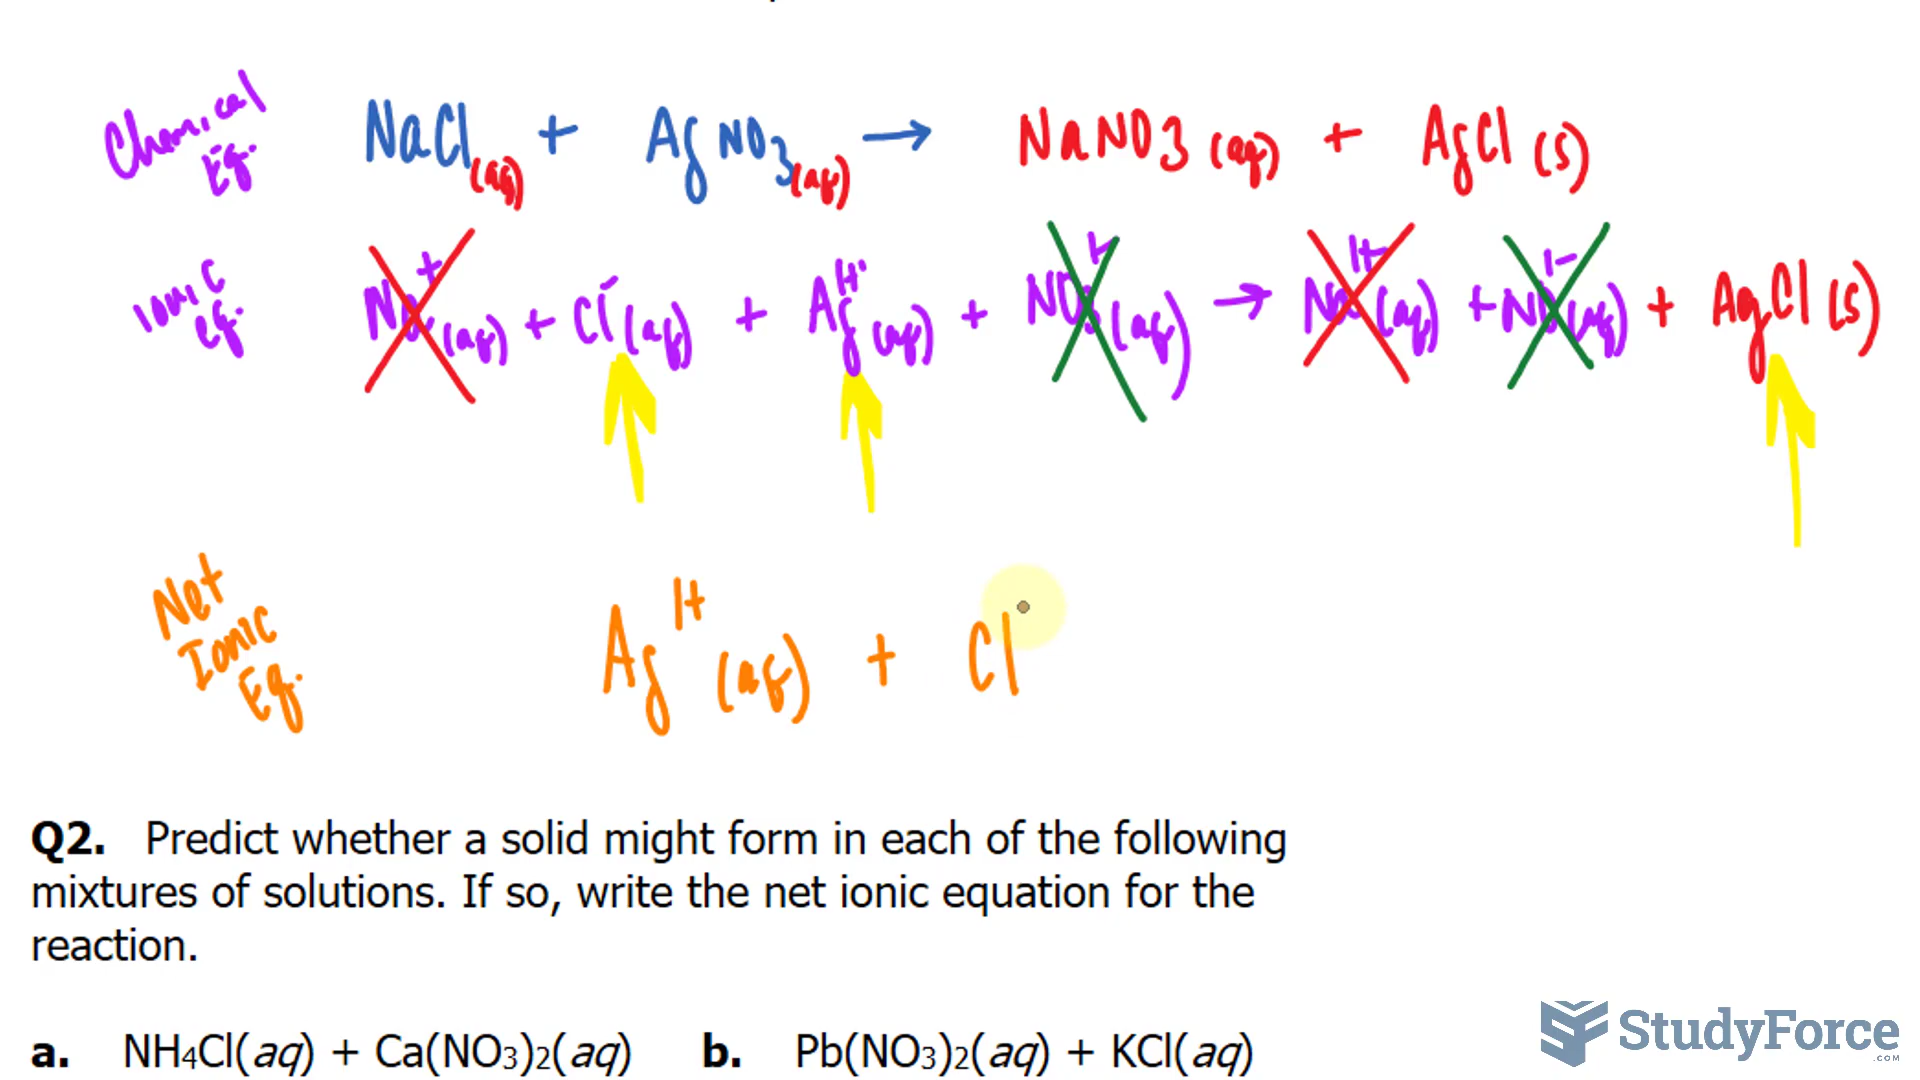 Chemical Eq. NaCl(aq) + AgNO3(aq) → NaNO3(aq) + AgCl(s)
Ionic eq. Na+(aq) + Cl-(aq) + Ag1+(aq) + NO3 1-(aq) → Na1+(aq) + NO3 1-(aq) + AgCl(s)
Net Ionic Eq. Ag1+(aq) + Cl
Q2. Predict whether a solid might form in each of the following
mixtures of solutions. If so, write the net ionic equation for the
reaction.
a. NH4Cl(aq) + Ca(NO3)2(aq) b. Pb(NO3)2(aq) + KCl(aq)
StudyForce
.COM